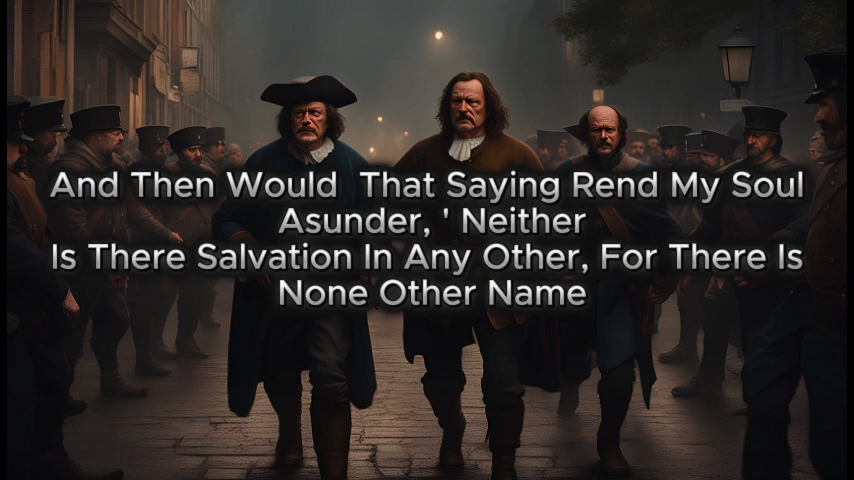 And Then Would  That Saying Rend My Soul
Asunder, ' Neither
Is There Salvation In Any Other, For There Is
None Other Name